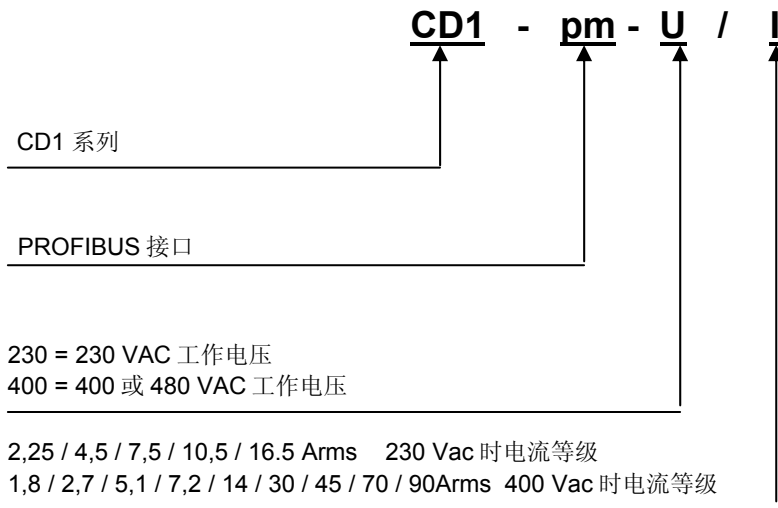 CD1 - pm - U / I
CD1 系列
PROFIBUS 接口
230 = 230 VAC 工作电压
400 = 400 或 480 VAC 工作电压
2,25 / 4,5 / 7,5 / 10,5 / 16.5 Arms 230 Vac 时电流等级
1,8 / 2,7 / 5,1 / 7,2 / 14 / 30 / 45 / 70 / 90Arms 400 Vac 时电流等级